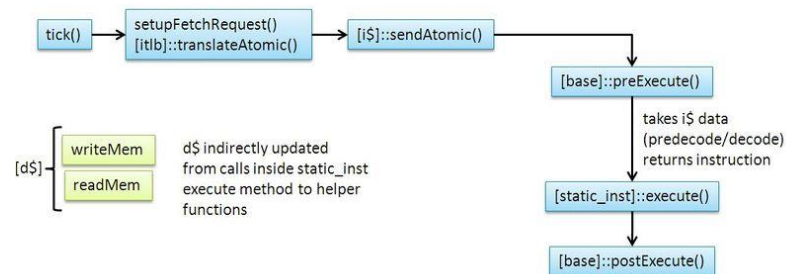 tick()
setupFetchRequest()
[itlb]::translateAtomic()
[i$]::sendAtomic()
[base]::preExecute()
takes i$ data
(predecode/decode)
returns instruction
[static_inst]::execute()
[base]::postExecute()
[d$]
writeMem
readMem
d$ indirectly updated
from calls inside static_inst
execute method to helper
functions